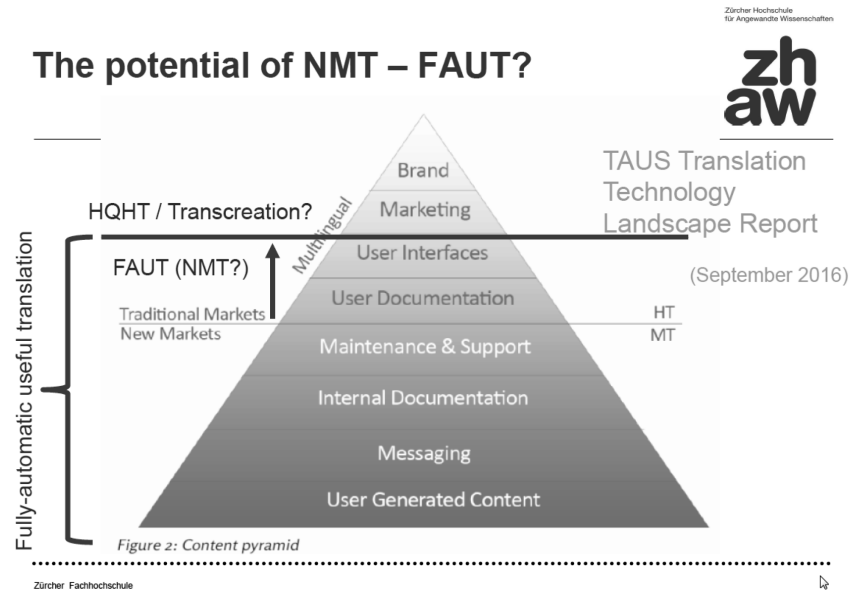 Zürcher Hochschule
für Angewandte Wissenschaften
zh
aw
The potential of NMT – FAUT?
TAUS Translation
Technology
Landscape Report
(September 2016)
Brand
Marketing
Multilingual
HQHT / Transcreation?
User Interfaces
FAUT (NMT?)
User Documentation
Traditional Markets
HT
New Markets
MT
Maintenance & Support
Internal Documentation
Messaging
User Generated Content
Fully-automatic useful translation
Figure 2: Content pyramid
Zürcher Fachhochschule